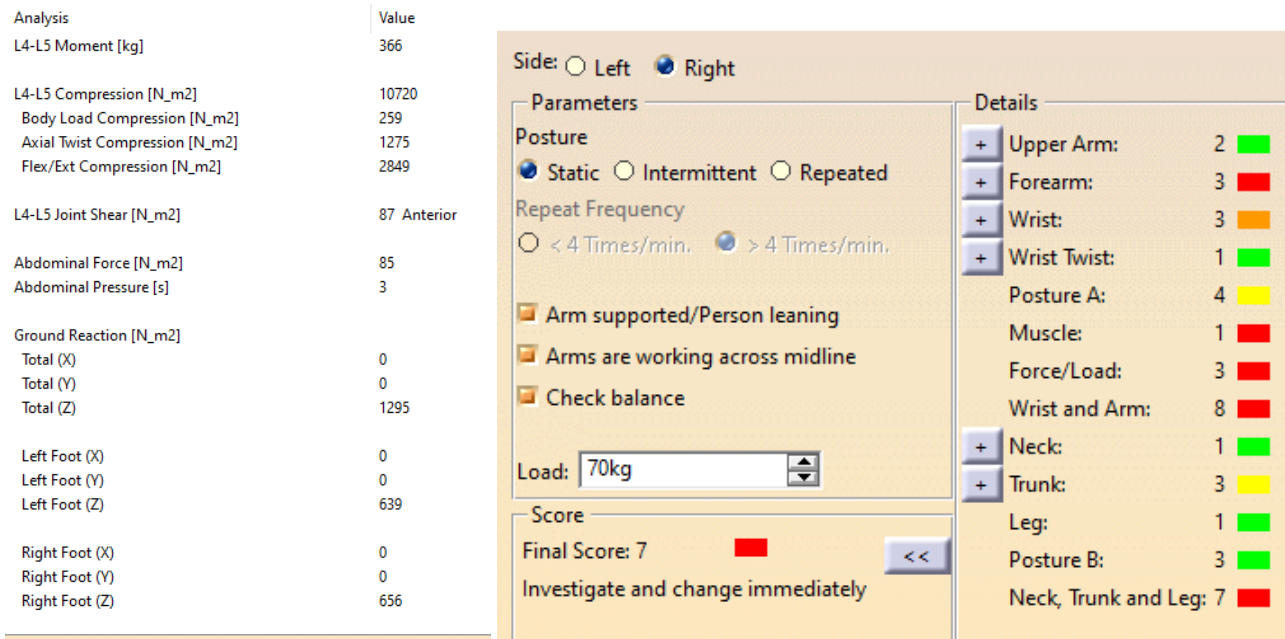 Analysis Value
L4-L5 Moment [kg] 366
L4-L5 Compression [N_m2] 10720
Body Load Compression [N_m2] 259
Axial Twist Compression [N_m2] 1275
Flex/Ext Compression [N_m2] 2849
L4-L5 Joint Shear [N_m2] 87 Anterior
Abdominal Force [N_m2] 85
Abdominal Pressure [s] 3
Ground Reaction [N_m2]
Total (X) 0
Total (Y) 0
Total (Z) 1295
Left Foot (X) 0
Left Foot (Y) 0
Left Foot (Z) 639
Right Foot (X) 0
Right Foot (Y) 0
Right Foot (Z) 656
Side: Left Right
Parameters
Posture
Static Intermittent Repeated
Repeat Frequency
< 4 Times/min. > 4 Times/min.
Arm supported/Person leaning
Arms are working across midline
Check balance
Load: 70kg
Score
Final Score: 7
<<
Investigate and change immediately
Details
+ Upper Arm: 2
+ Forearm: 3
+ Wrist: 3
+ Wrist Twist: 1
Posture A: 4
Muscle: 1
Force/Load: 3
Wrist and Arm: 8
+ Neck: 1
+ Trunk: 3
Leg: 1
Posture B: 3
Neck, Trunk and Leg: 7